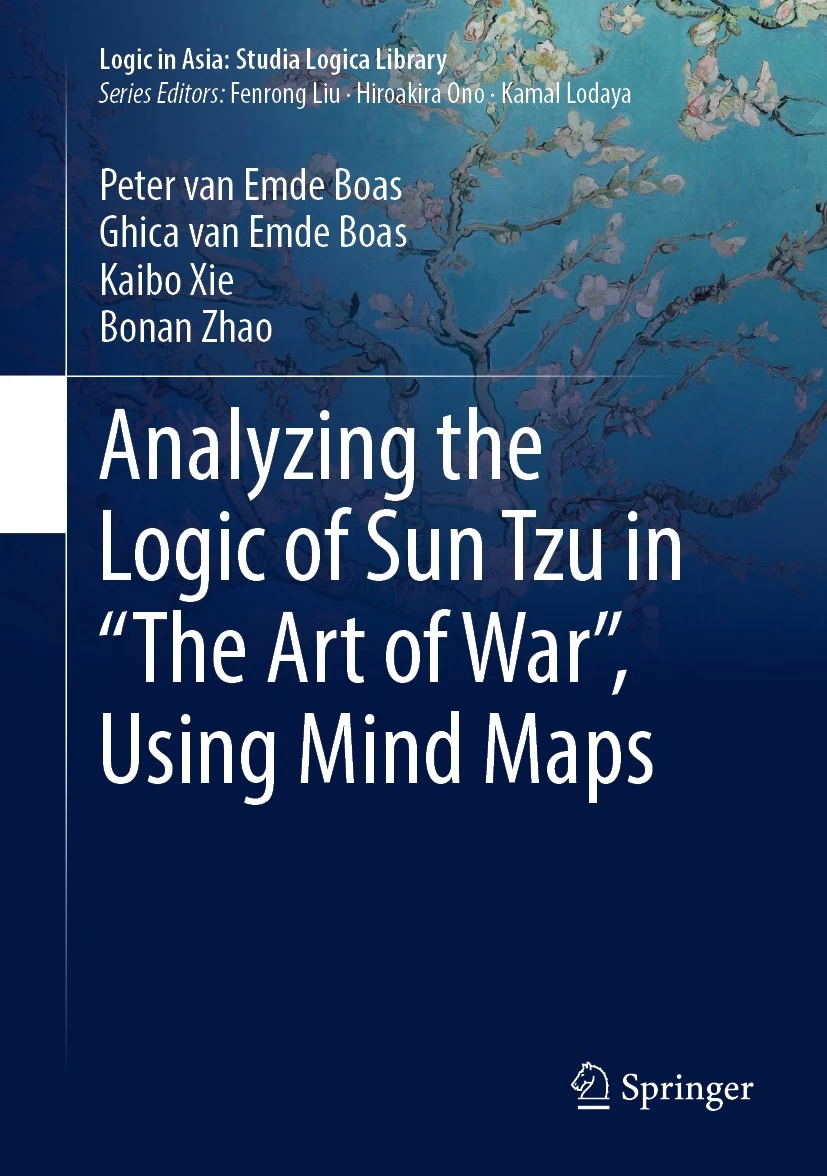 Logic in Asia: Studia Logica Library
Series Editors: Fenrong Liu · Hiroakira Ono · Kamal Lodaya
Peter van Emde Boas
Ghica van Emde Boas
Kaibo Xie
Bonan Zhao
Analyzing the
Logic of Sun Tzu in
“The Art of War”,
Using Mind Maps
Springer